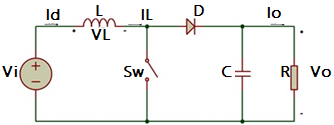 Id L IL D Io
VL
Vi Sw C R Vo